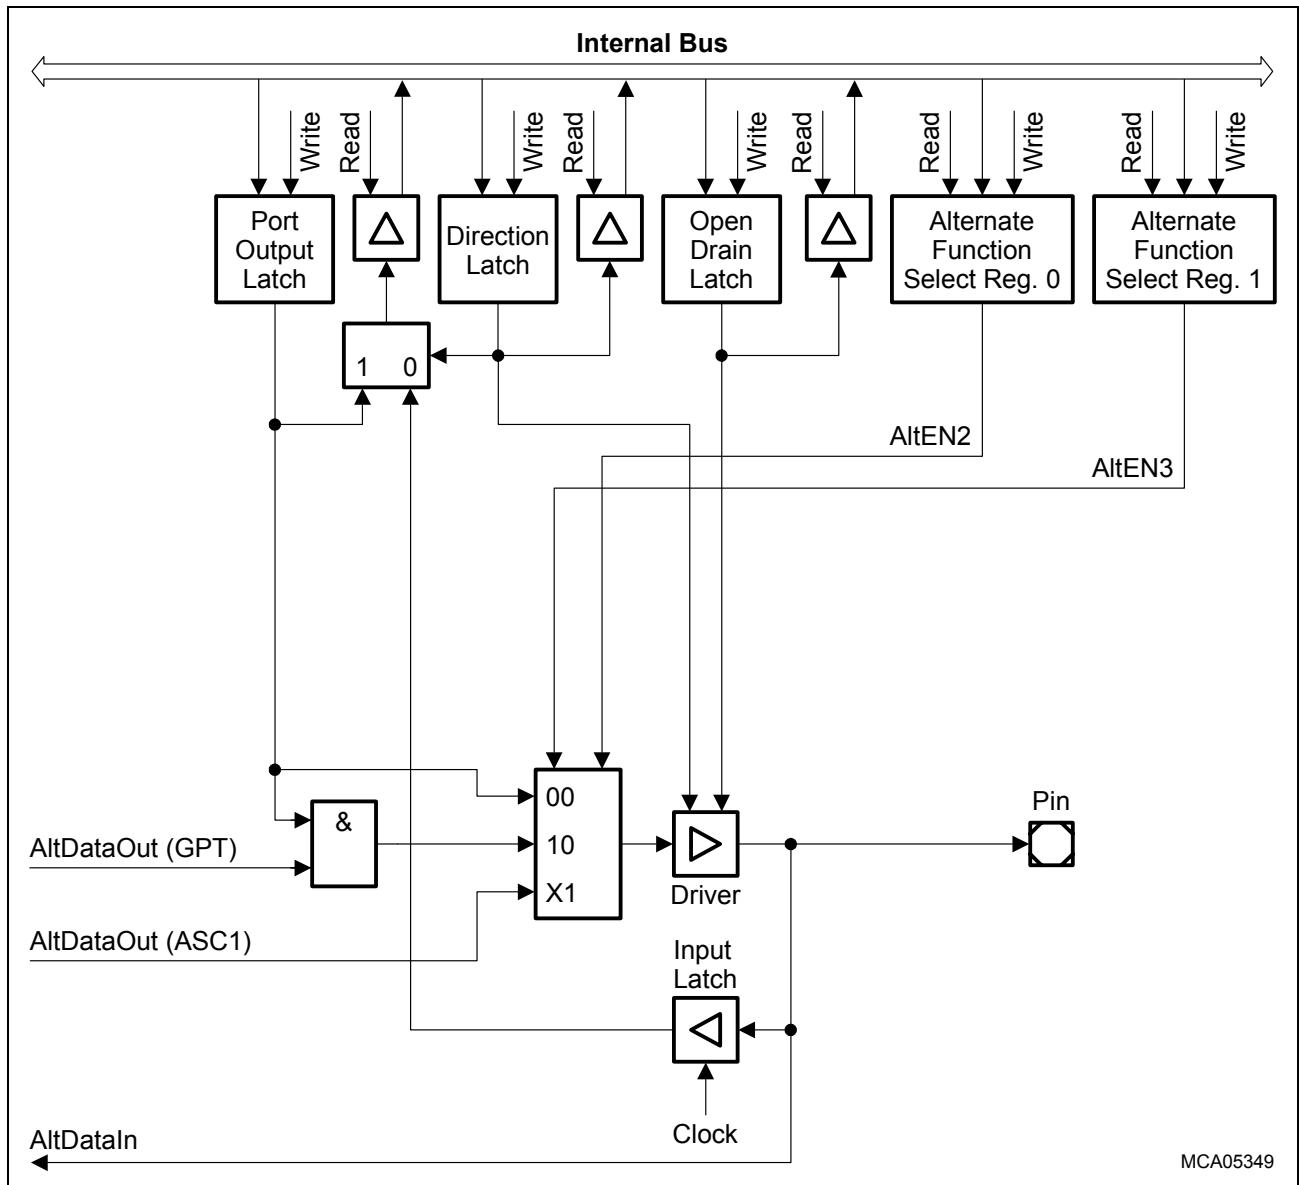 Internal Bus
Write
Read
Write
Read
Write
Read
Read
Write
Read
Write
Port
Output
Latch
Direction
Latch
Open
Drain
Latch
Alternate
Function
Select Reg. 0
Alternate
Function
Select Reg. 1
1 0
AltEN2
AltEN3
00
10
X1
&
AltDataOut (GPT)
AltDataOut (ASC1)
Driver
Pin
Input
Latch
Clock
AltDataIn
MCA05349